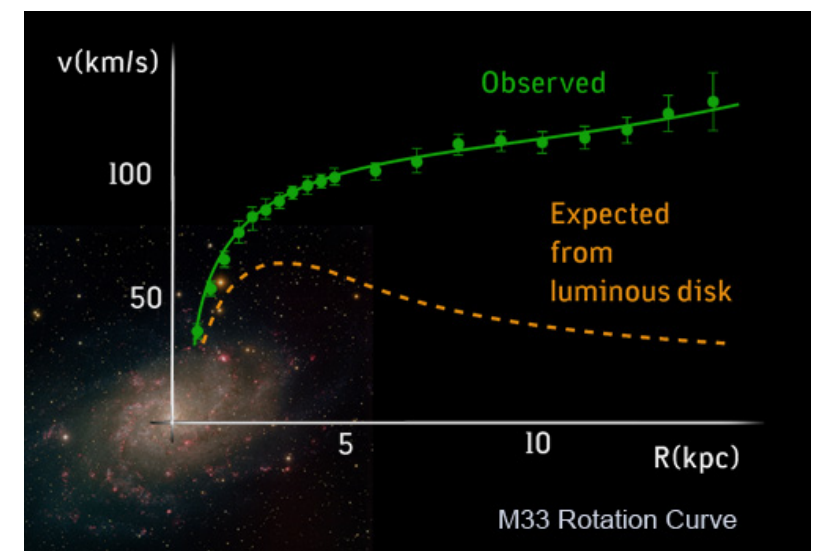 v(km/s)
Observed
100
Expected
from
luminous disk
50
5
10
R(kpc)
M33 Rotation Curve